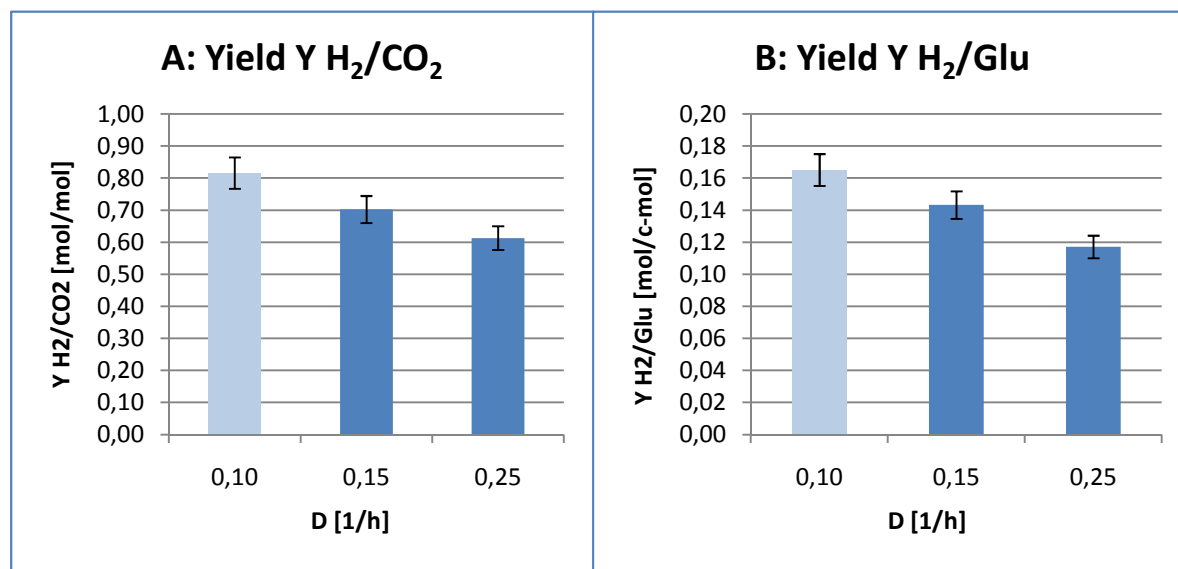 A: Yield Y H₂/CO₂
Y H2/CO2 [mol/mol]
1,00
0,90
0,80
0,70
0,60
0,50
0,40
0,30
0,20
0,10
0,00
0,10 0,15 0,25
D [1/h]
B: Yield Y H₂/Glu
Y H2/Glu [mol/c-mol]
0,20
0,18
0,16
0,14
0,12
0,10
0,08
0,06
0,04
0,02
0,00
0,10 0,15 0,25
D [1/h]